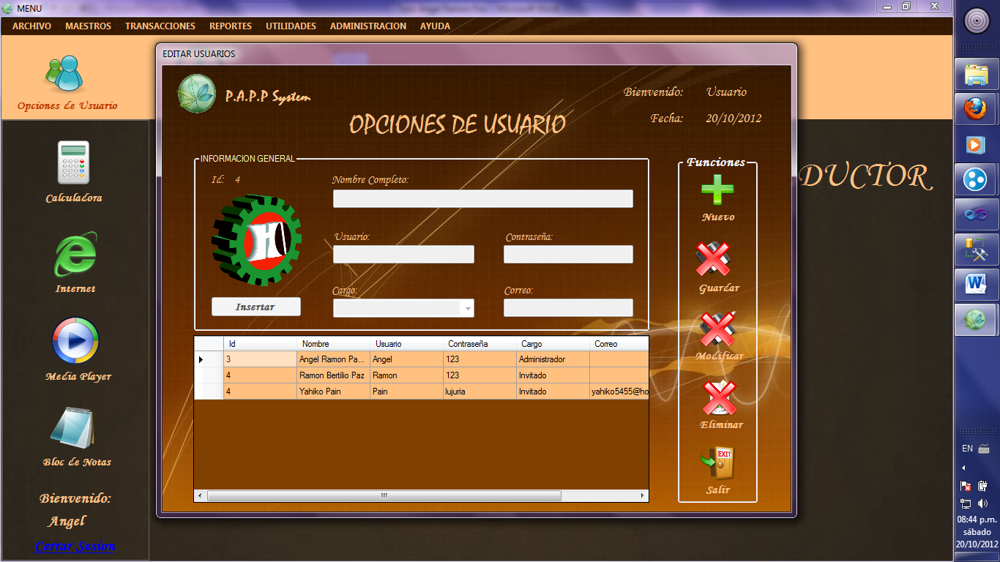 MENU
ARCHIVO MAESTROS TRANSACCIONES REPORTES UTILIDADES ADMINISTRACION AYUDA
Opciones de Usuario
Calculadora
Internet
Media Player
Bloc de Notas
Bienvenido:
Angel
Cerrar Sesion
EDITAR USUARIOS
P.A.P.P System
Bienvenido: Usuario
Fecha: 20/10/2012
OPCIONES DE USUARIO
INFORMACION GENERAL
Id: 4
Nombre Completo:
Usuario:
Contraseña:
Cargo:
Correo:
Insertar
Id Nombre Usuario Contraseña Cargo Correo
3 Angel Ramon Pa... Angel 123 Administrador
4 Ramon Bertilio Paz Ramon 123 Invitado
4 Yahiko Pain Pain lujuria Invitado yahiko5455@ho
Funciones
Nuevo
Guardar
Modificar
Eliminar
EXIT
Salir
DUCTOR
EN
08:44 p.m.
sábado
20/10/2012